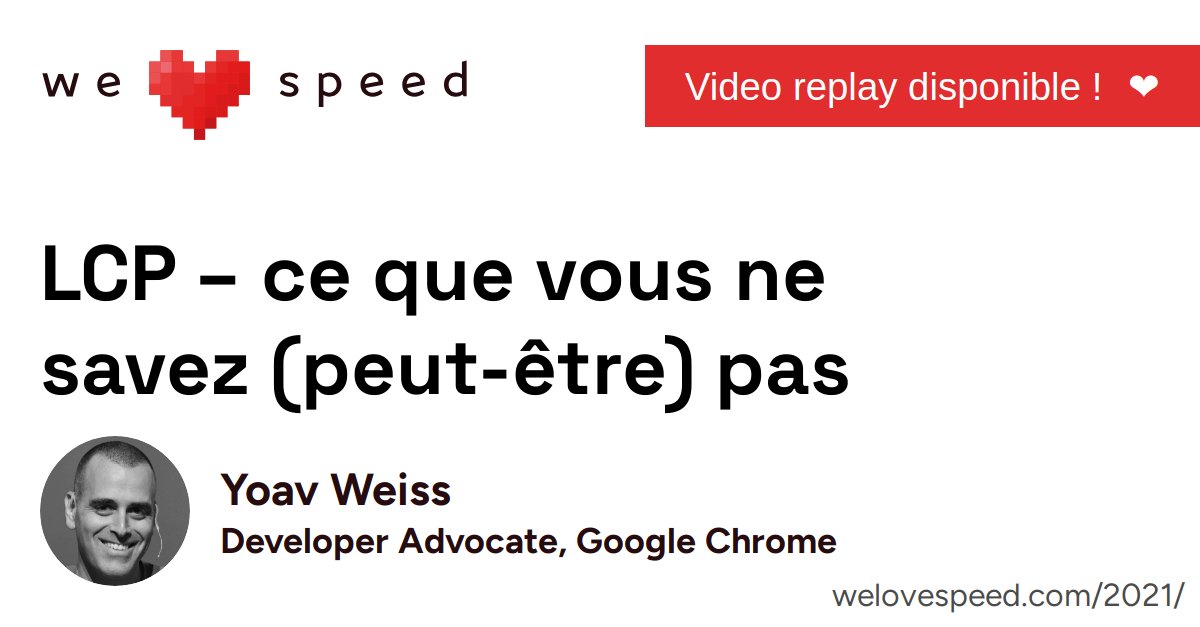 we ❤ speed
Video replay disponible ! ❤
LCP – ce que vous ne
savez (peut-être) pas
Yoav Weiss
Developer Advocate, Google Chrome
welovespeed.com/2021/